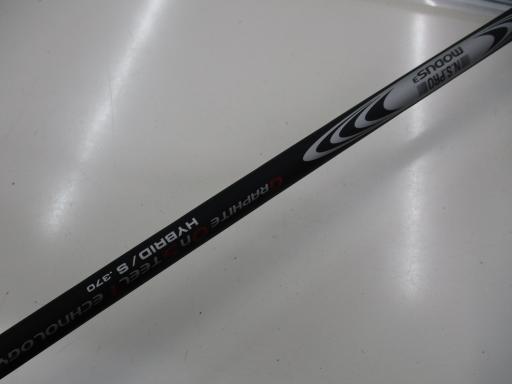 N.S.PRO
MODUS3
GRAPHITE On STEEL TECHNOLOGY
HYBRID / S .370